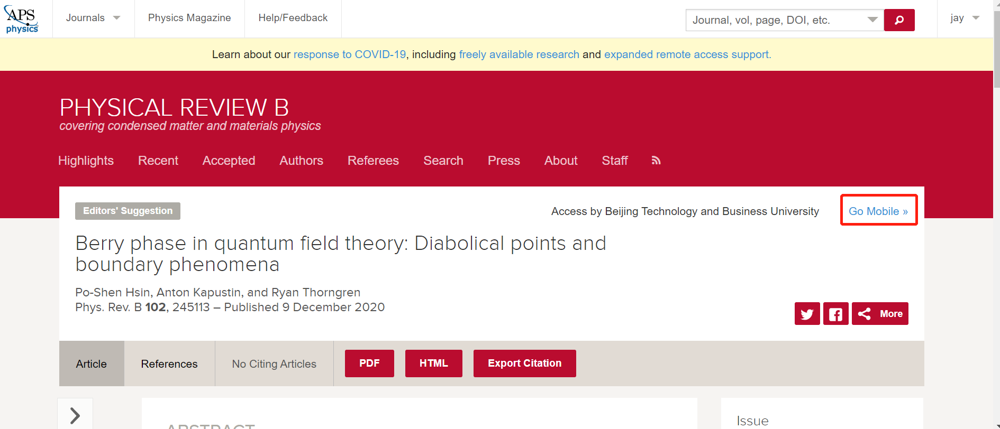 APS
physics
Journals
Physics Magazine
Help/Feedback
Journal, vol, page, DOI, etc.
jay
Learn about our response to COVID-19, including freely available research and expanded remote access support.
PHYSICAL REVIEW B
covering condensed matter and materials physics
Highlights
Recent
Accepted
Authors
Referees
Search
Press
About
Staff
Editors' Suggestion
Access by Beijing Technology and Business University
Go Mobile »
Berry phase in quantum field theory: Diabolical points and
boundary phenomena
Po-Shen Hsin, Anton Kapustin, and Ryan Thorngren
Phys. Rev. B 102, 245113 – Published 9 December 2020
More
Article
References
No Citing Articles
PDF
HTML
Export Citation
ABSTRACT
Issue